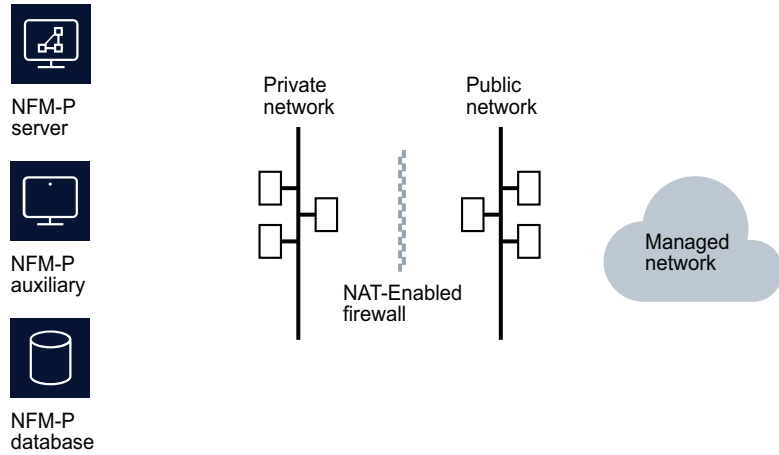 NFM-P
server
NFM-P
auxiliary
NFM-P
database
Private
network
NAT-Enabled
firewall
Public
network
Managed
network